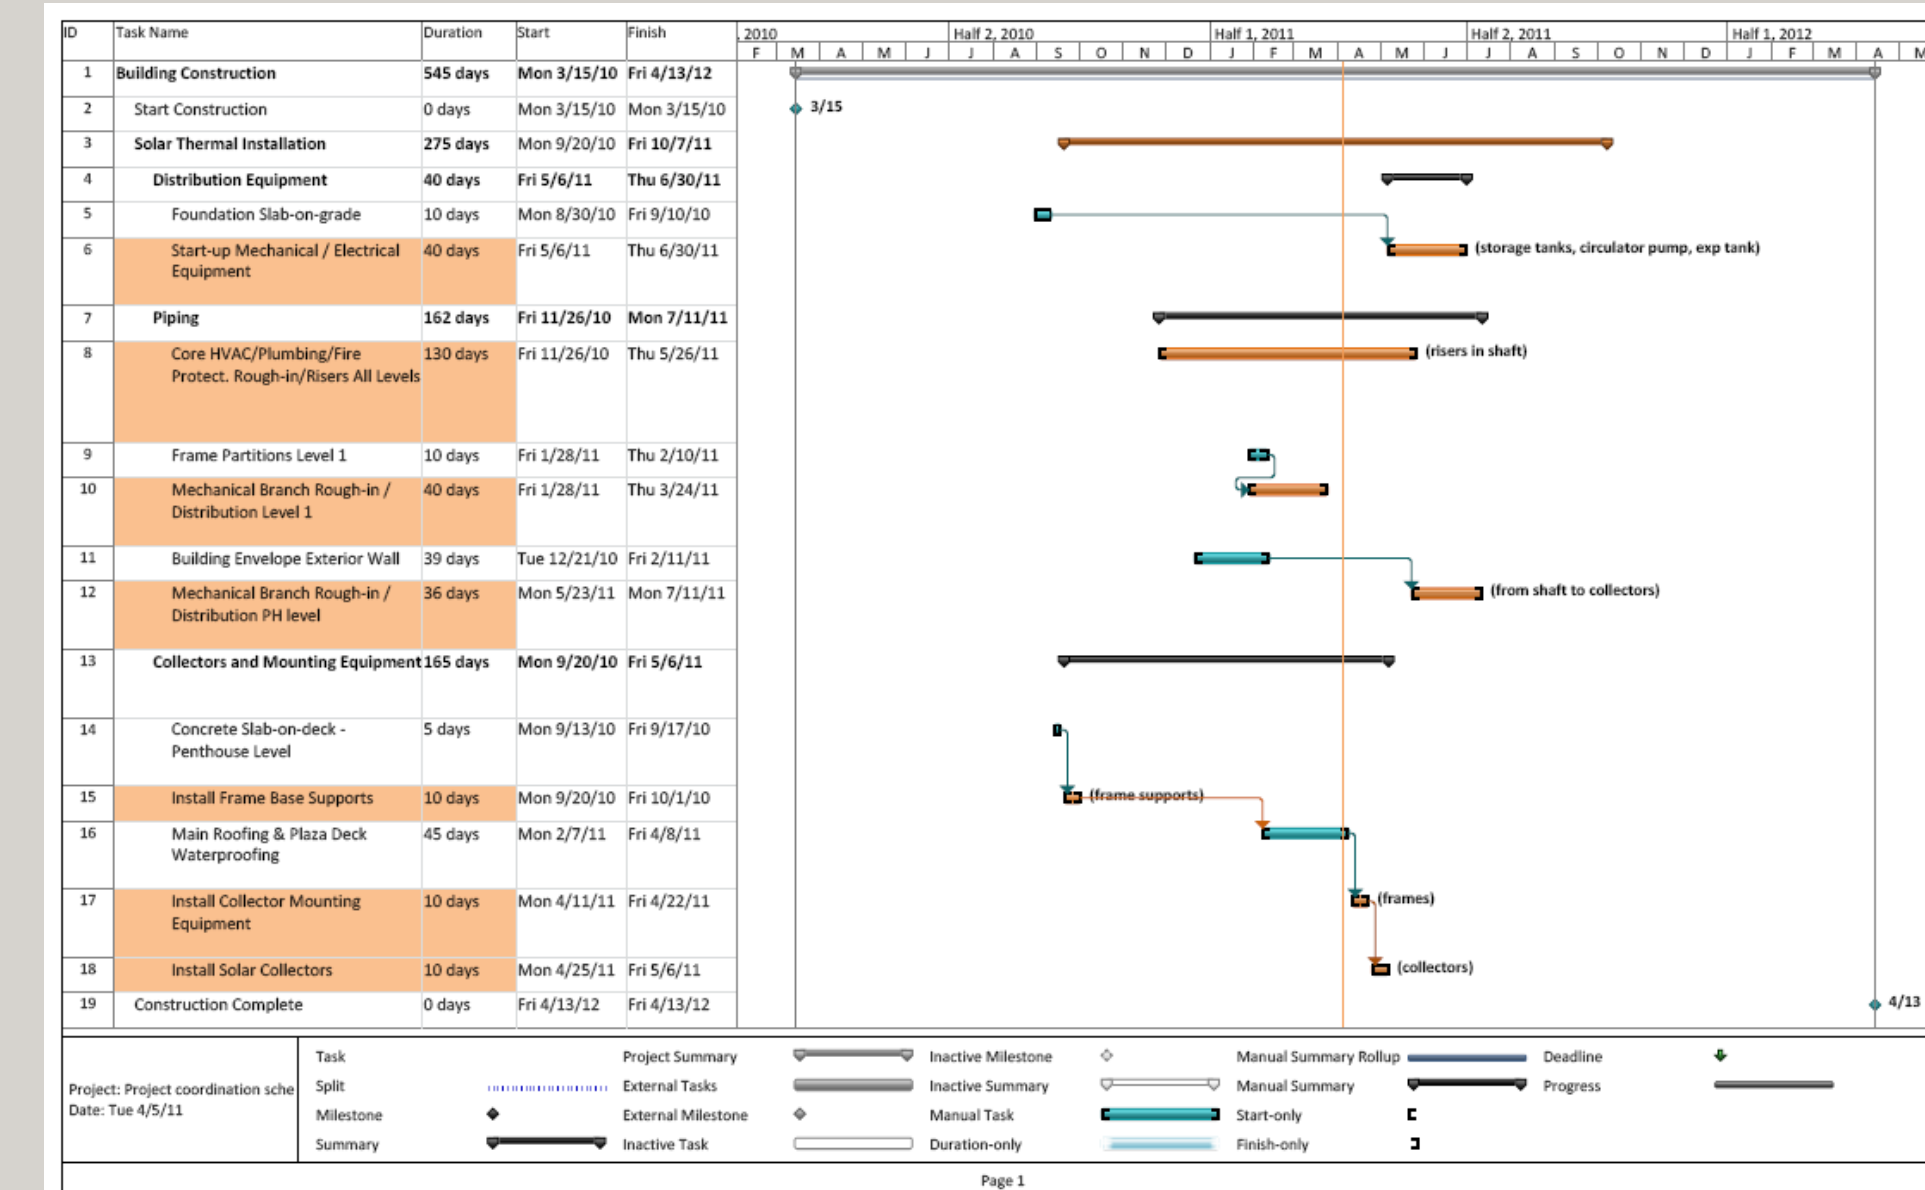 ID Task Name Duration Start Finish , 2010 Half 2, 2010 Half 1, 2011 Half 2, 2011 Half 1, 2012
F M A M J J A S O N D J F M A M J J A S O N D J F M A M
1 Building Construction 545 days Mon 3/15/10 Fri 4/13/12
2 Start Construction 0 days Mon 3/15/10 Mon 3/15/10 3/15
3 Solar Thermal Installation 275 days Mon 9/20/10 Fri 10/7/11
4 Distribution Equipment 40 days Fri 5/6/11 Thu 6/30/11
5 Foundation Slab-on-grade 10 days Mon 8/30/10 Fri 9/10/10
6 Start-up Mechanical / Electrical 40 days Fri 5/6/11 Thu 6/30/11 (storage tanks, circulator pump, exp tank)
Equipment
7 Piping 162 days Fri 11/26/10 Mon 7/11/11
8 Core HVAC/Plumbing/Fire 130 days Fri 11/26/10 Thu 5/26/11 (risers in shaft)
Protect. Rough-in/Risers All Levels
9 Frame Partitions Level 1 10 days Fri 1/28/11 Thu 2/10/11
10 Mechanical Branch Rough-in / 40 days Fri 1/28/11 Thu 3/24/11
Distribution Level 1
11 Building Envelope Exterior Wall 39 days Tue 12/21/10 Fri 2/11/11
12 Mechanical Branch Rough-in / 36 days Mon 5/23/11 Mon 7/11/11 (from shaft to collectors)
Distribution PH level
13 Collectors and Mounting Equipment 165 days Mon 9/20/10 Fri 5/6/11
14 Concrete Slab-on-deck - 5 days Mon 9/13/10 Fri 9/17/10
Penthouse Level
15 Install Frame Base Supports 10 days Mon 9/20/10 Fri 10/1/10 (frame supports)
16 Main Roofing & Plaza Deck 45 days Mon 2/7/11 Fri 4/8/11
Waterproofing
17 Install Collector Mounting 10 days Mon 4/11/11 Fri 4/22/11 (frames)
Equipment
18 Install Solar Collectors 10 days Mon 4/25/11 Fri 5/6/11 (collectors)
19 Construction Complete 0 days Fri 4/13/12 Fri 4/13/12 4/13
Project: Project coordination sche
Date: Tue 4/5/11
Task Project Summary Inactive Milestone Manual Summary Rollup Deadline
Split External Tasks Inactive Summary Manual Summary Progress
Milestone External Milestone Manual Task Start-only
Summary Inactive Task Duration-only Finish-only
Page 1